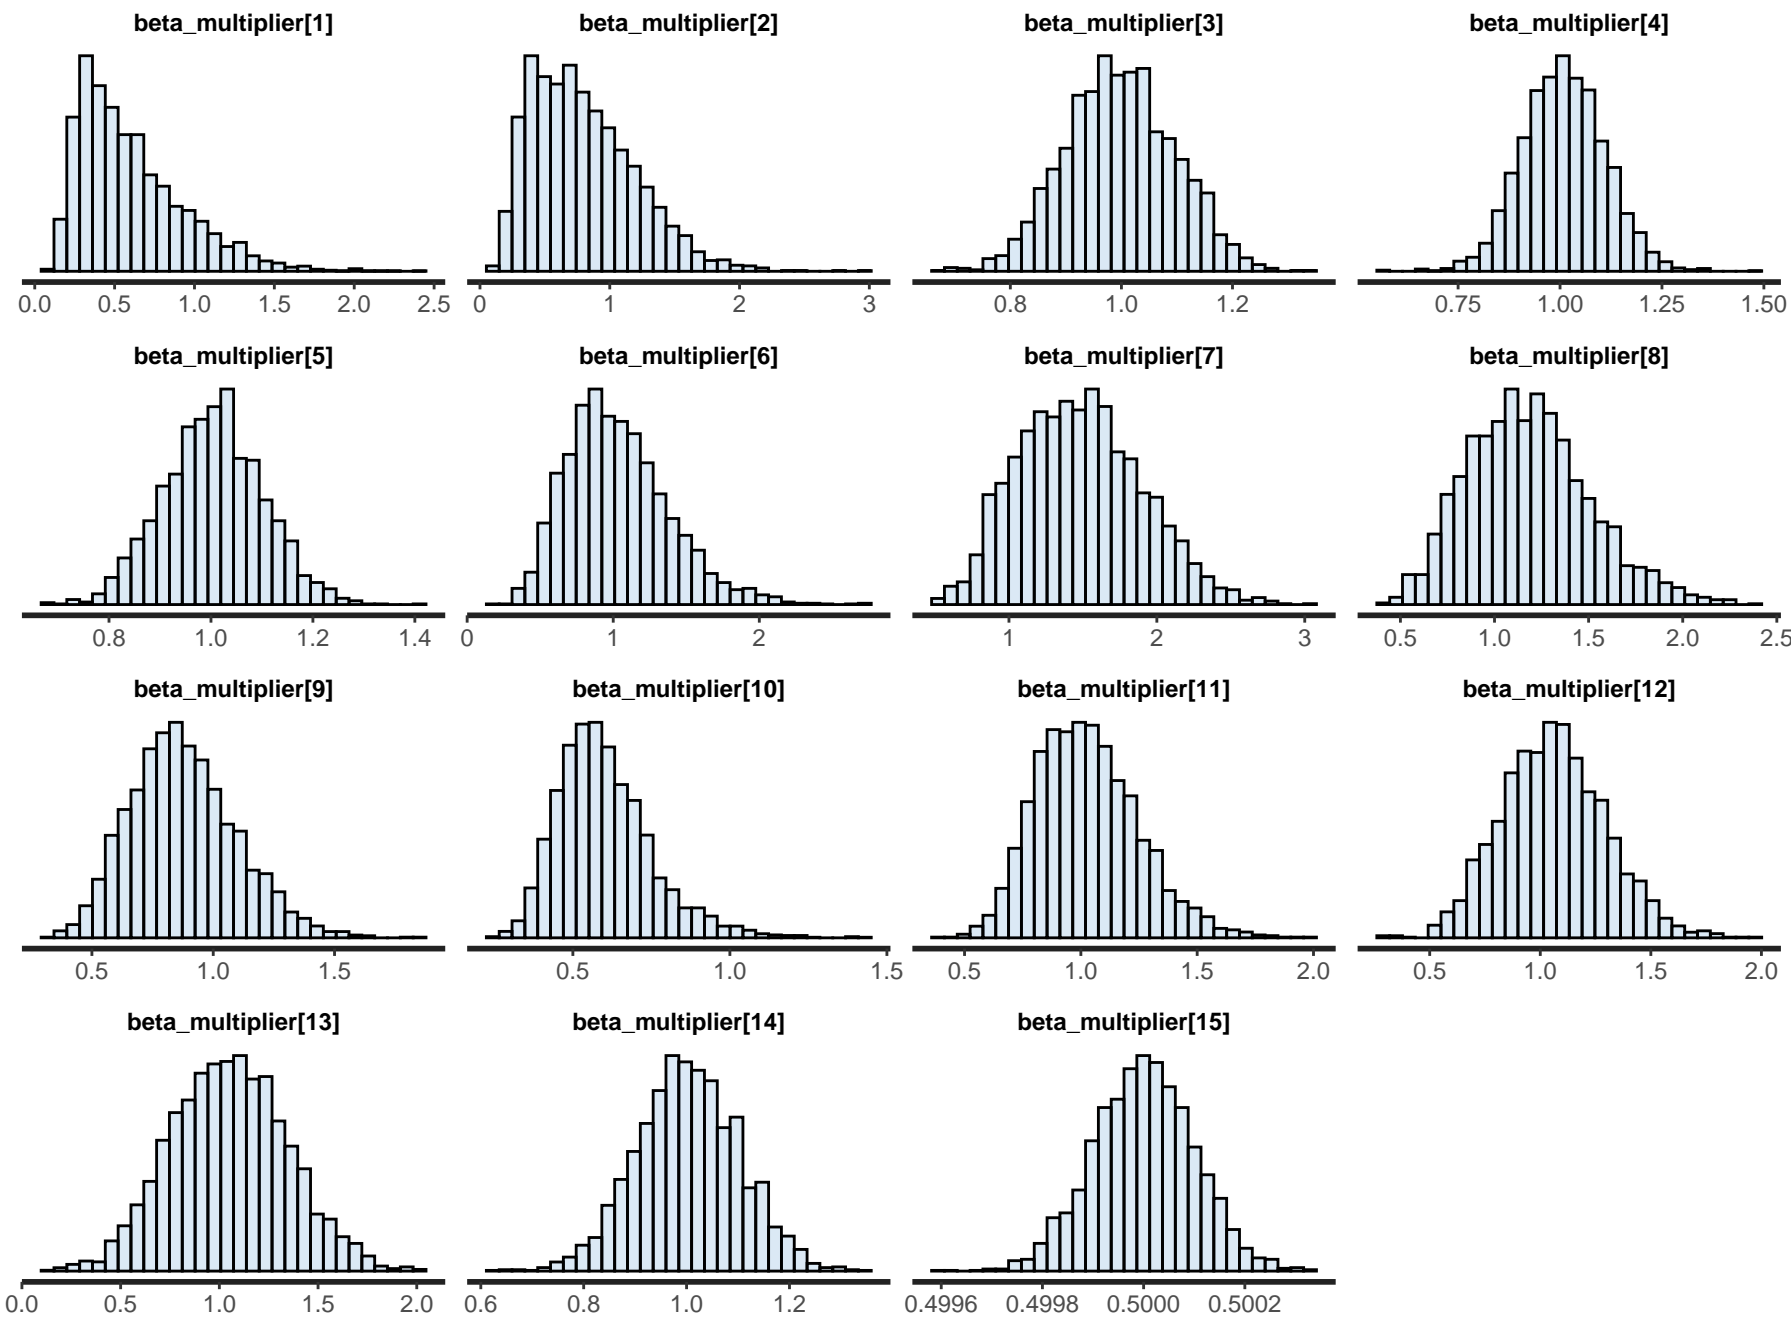 beta_multiplier[1] beta_multiplier[2] beta_multiplier[3] beta_multiplier[4]
0.0 0.5 1.0 1.5 2.0 2.5 0 1 2 3 0.8 1.0 1.2 0.75 1.00 1.25 1.50
beta_multiplier[5] beta_multiplier[6] beta_multiplier[7] beta_multiplier[8]
0.8 1.0 1.2 1.4 0 1 2 1 2 3 0.5 1.0 1.5 2.0 2.5
beta_multiplier[9] beta_multiplier[10] beta_multiplier[11] beta_multiplier[12]
0.5 1.0 1.5 0.5 1.0 1.5 0.5 1.0 1.5 2.0 0.5 1.0 1.5 2.0
beta_multiplier[13] beta_multiplier[14] beta_multiplier[15]
0.0 0.5 1.0 1.5 2.0 0.6 0.8 1.0 1.2 0.4996 0.4998 0.5000 0.5002